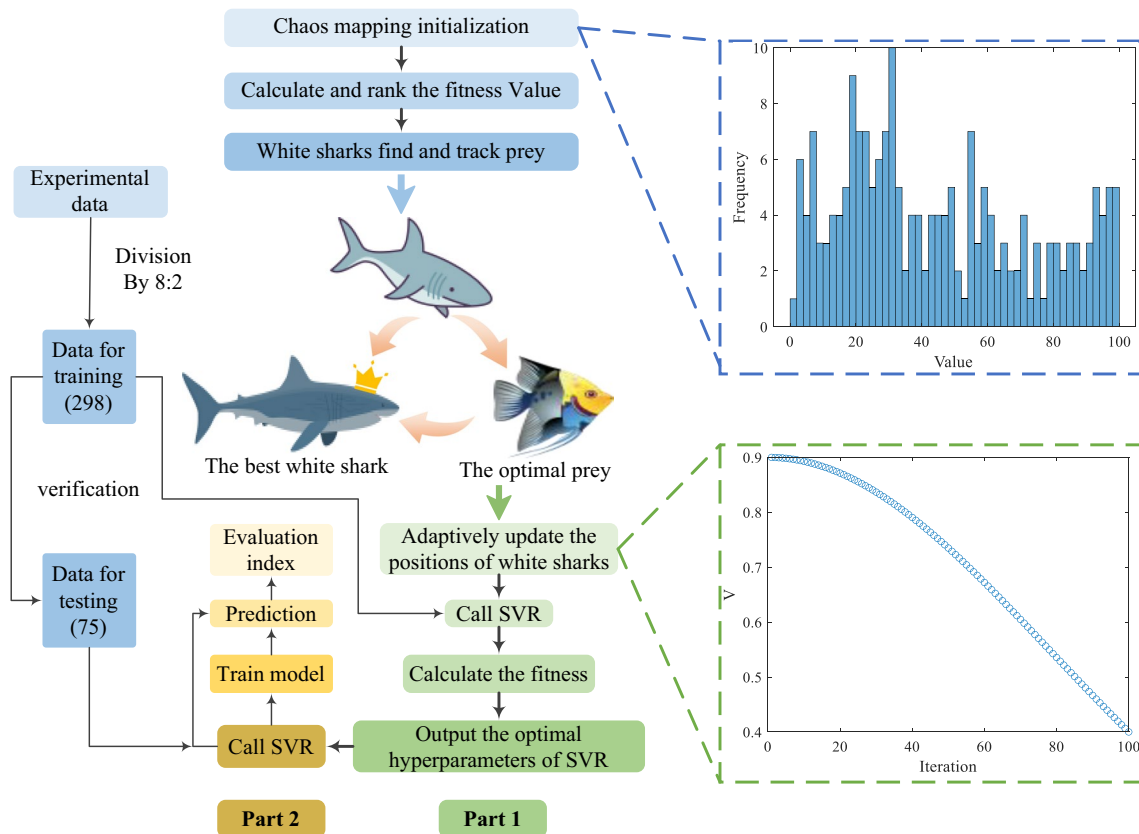 Chaos mapping initialization
Calculate and rank the fitness Value
White sharks find and track prey
Experimental
data
Division
By 8:2
Data for
training
(298)
The best white shark
The optimal prey
verification
Data for
testing
(75)
Evaluation
index
Prediction
Train model
Call SVR
Adaptively update the
positions of white sharks
Call SVR
Calculate the fitness
Output the optimal
hyperparameters of SVR
Part 2
Part 1
10
8
6
4
2
0
Frequency
0 20 40 60 80 100
Value
0.9
0.8
0.7
0.6
0.5
0.4
V
0 20 40 60 80 100
Iteration